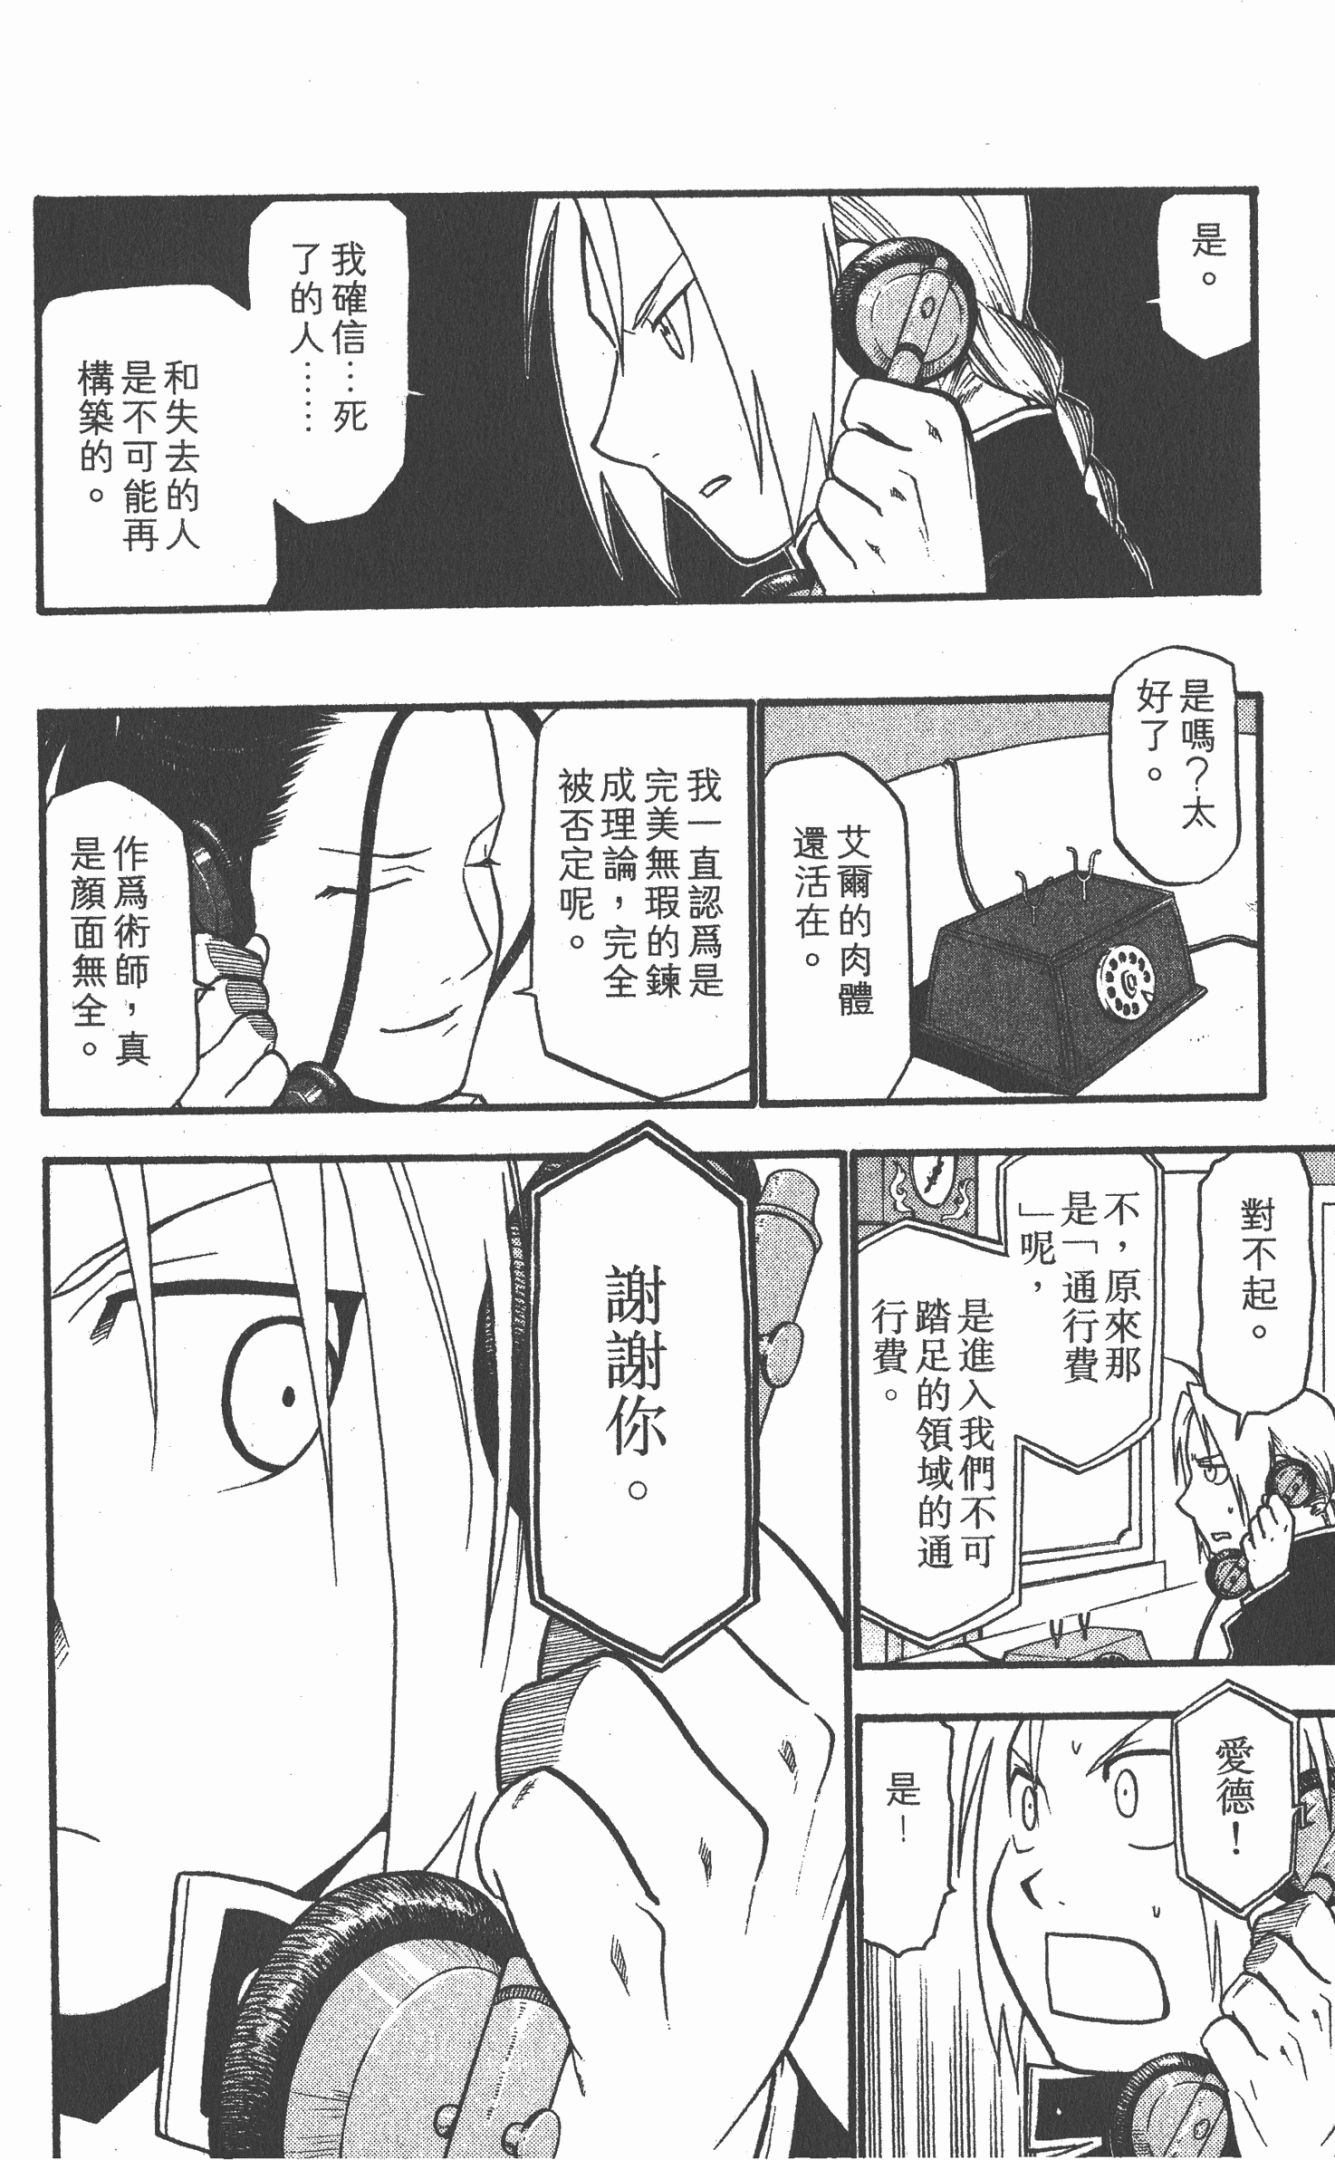 是。
我確信…死
了的人……
和失去的人
是不可能再
構築的。
是嗎？太
好了。
艾爾的肉體
還活在。
我一直認爲是
完美無瑕的鍊
成理論，完全
被否定呢。
作爲術師，真
是顏面無全。
對不起。
不，原來那
是「通行費
」呢，
是進入我們不可
踏足的領域的通
行費。
愛德！
是！
謝謝你。